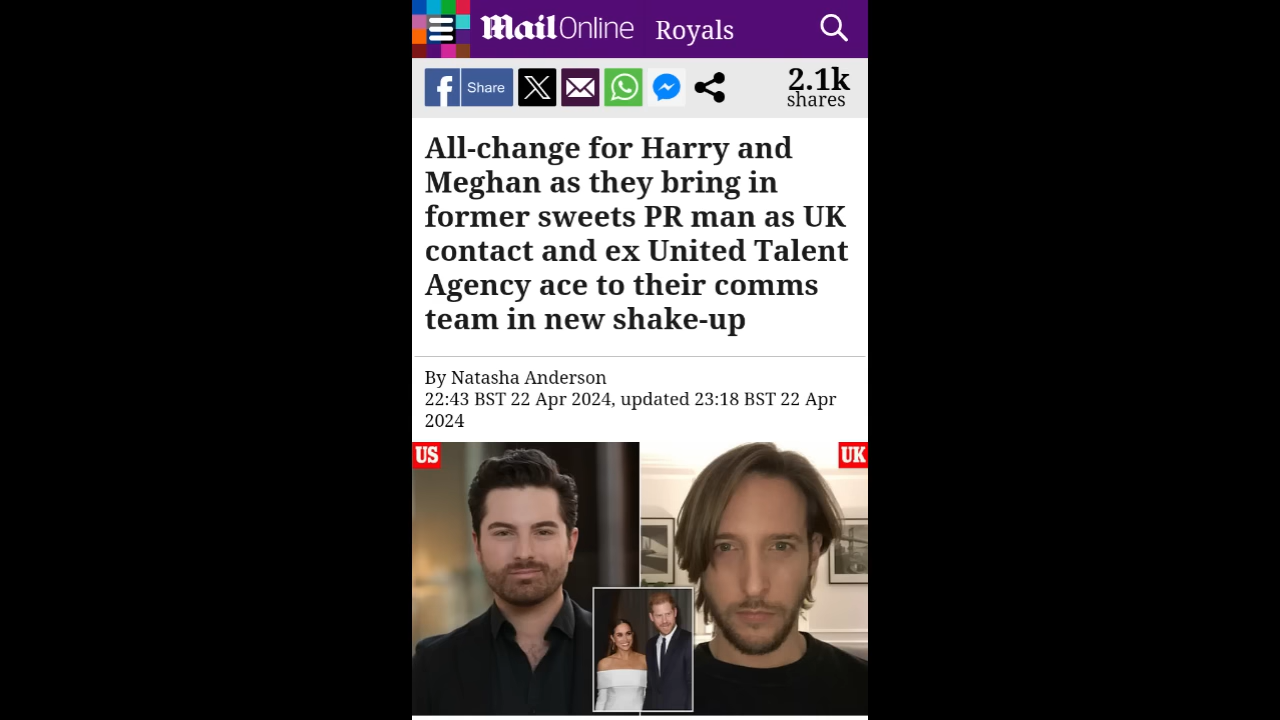 Mail Online Royals
Share
2.1k
shares
All-change for Harry and
Meghan as they bring in
former sweets PR man as UK
contact and ex United Talent
Agency ace to their comms
team in new shake-up
By Natasha Anderson
22:43 BST 22 Apr 2024, updated 23:18 BST 22 Apr
2024
US
UK